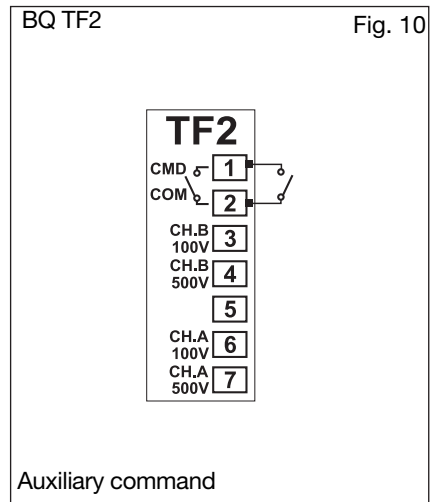 BQ TF2
Fig. 10
TF2
CMD 1
COM 2
CH.B
100V 3
CH.B
500V 4
5
CH.A
100V 6
CH.A
500V 7
Auxiliary command